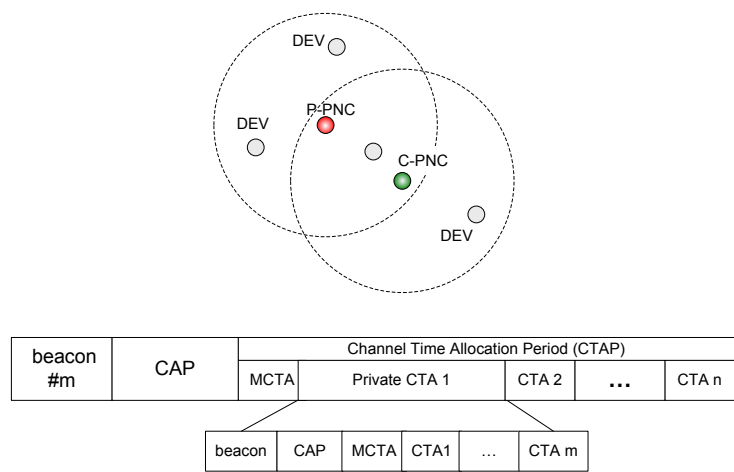 DEV
P-PNC
DEV
C-PNC
DEV
Channel Time Allocation Period (CTAP)
beacon
#m
CAP
MCTA
Private CTA 1
CTA 2
...
CTA n
beacon
CAP
MCTA
CTA1
...
CTA m